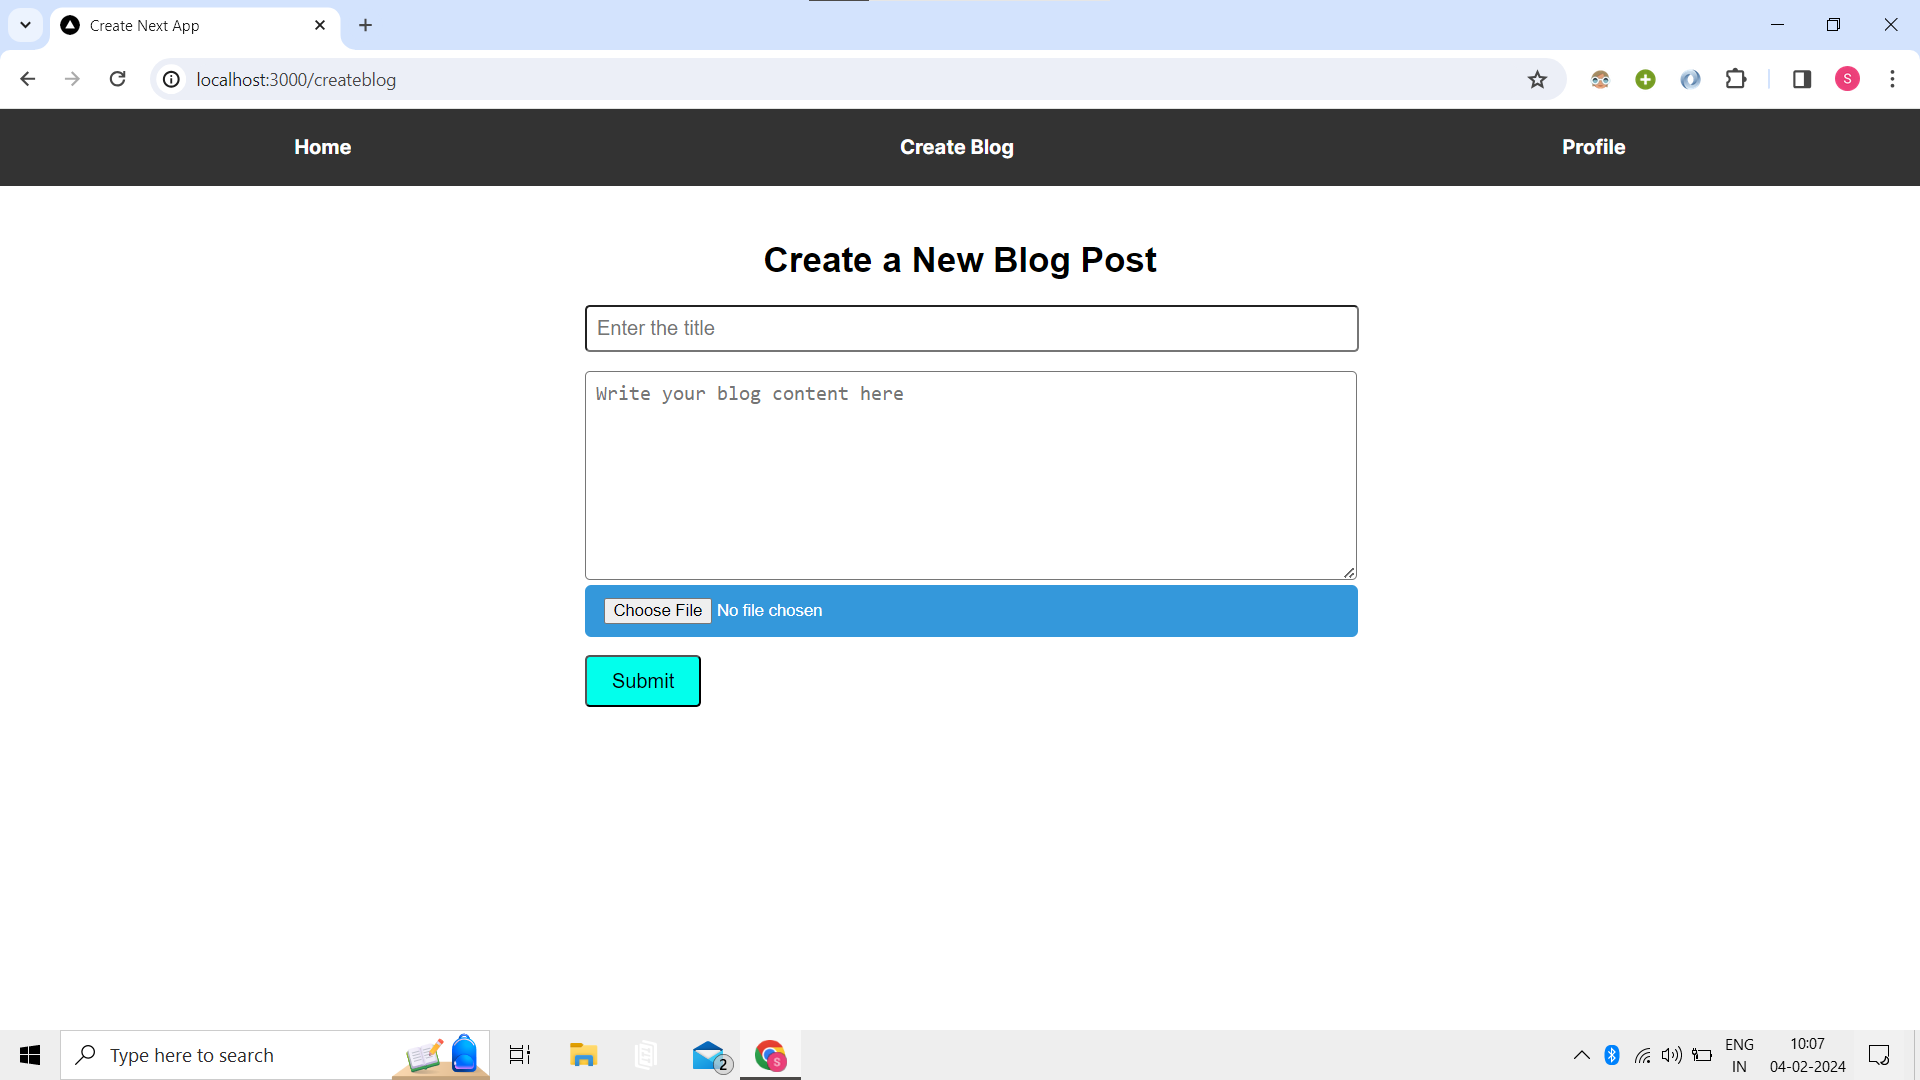 Create Next App
localhost:3000/createblog
S
Home Create Blog Profile
Create a New Blog Post
Enter the title
Write your blog content here
Choose File No file chosen
Submit
Type here to search
2
S
ENG
IN
10:07
04-02-2024